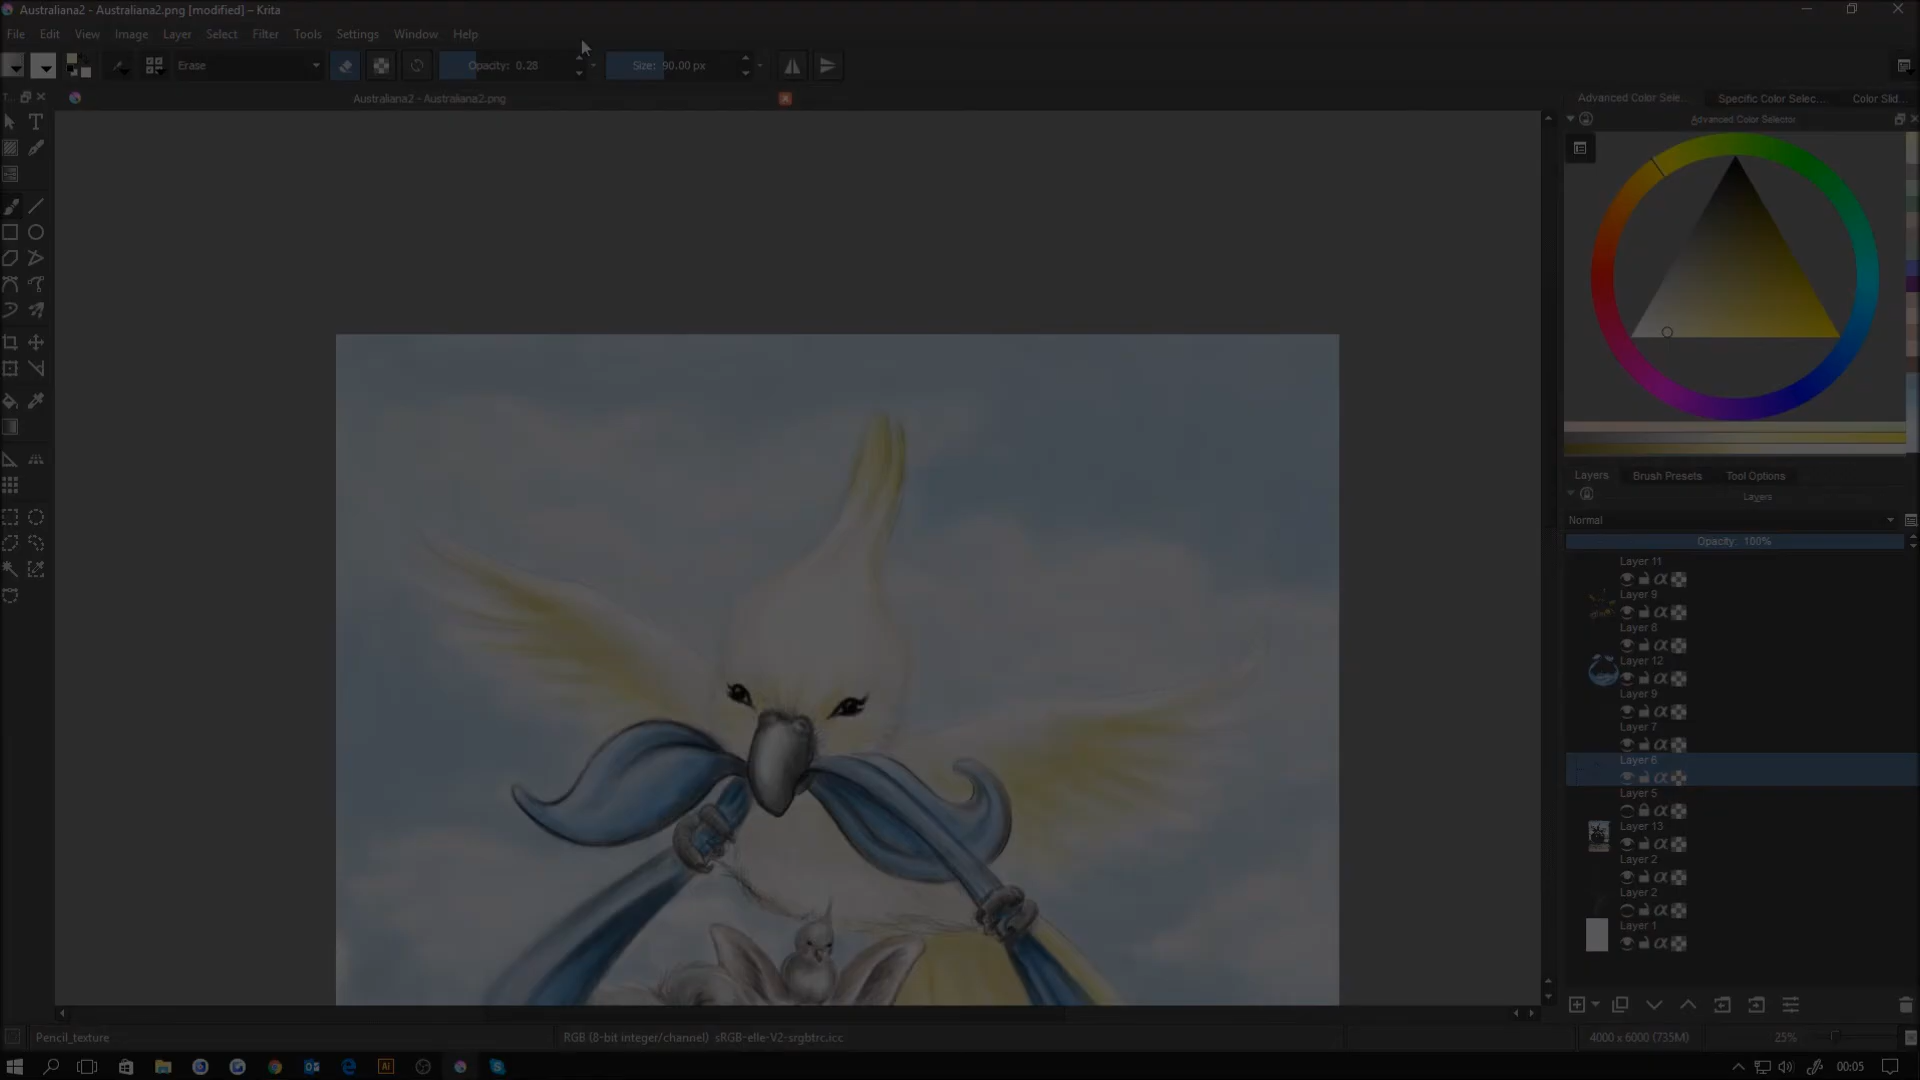 Australiana2 - Australiana2.png [modified] – Krita
File Edit View Image Layer Select Filter Tools Settings Window Help
Erase Opacity: 0.28 Size: 90.00 px
T...
Australiana2 - Australiana2.png
Advanced Color Sele... Specific Color Selec... Color Slid...
Advanced Color Selector
Layers Brush Presets Tool Options
Layers
Normal
Opacity: 100%
Layer 11
Layer 9
Layer 8
Layer 12
Layer 9
Layer 7
Layer 6
Layer 5
Layer 13
Layer 2
Layer 2
Layer 1
Pencil_texture RGB (8-bit integer/channel) sRGB-elle-V2-srgbtrc.icc 4000 x 6000 (735M) 25%
Ai 00:05